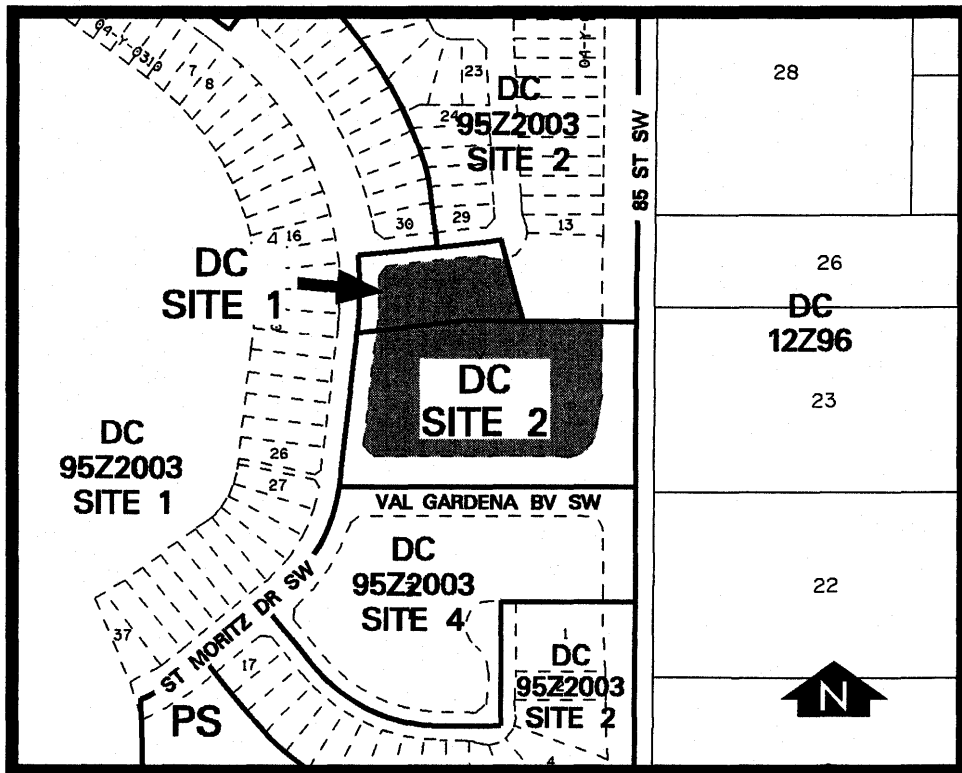 04-Y-0310
7
8
23
DC
24
95Z2003
SITE 2
04-Y
85 ST SW
28
30
29
13
4 16
DC
SITE 1
26
DC
12Z96
DC
SITE 2
23
DC
95Z2003
SITE 1
26
27
VAL GARDENA BV SW
DC
95Z2003
SITE 4
22
37
ST MORITZ DR SW
17
1
DC
95Z2003
SITE 2
PS
N
4